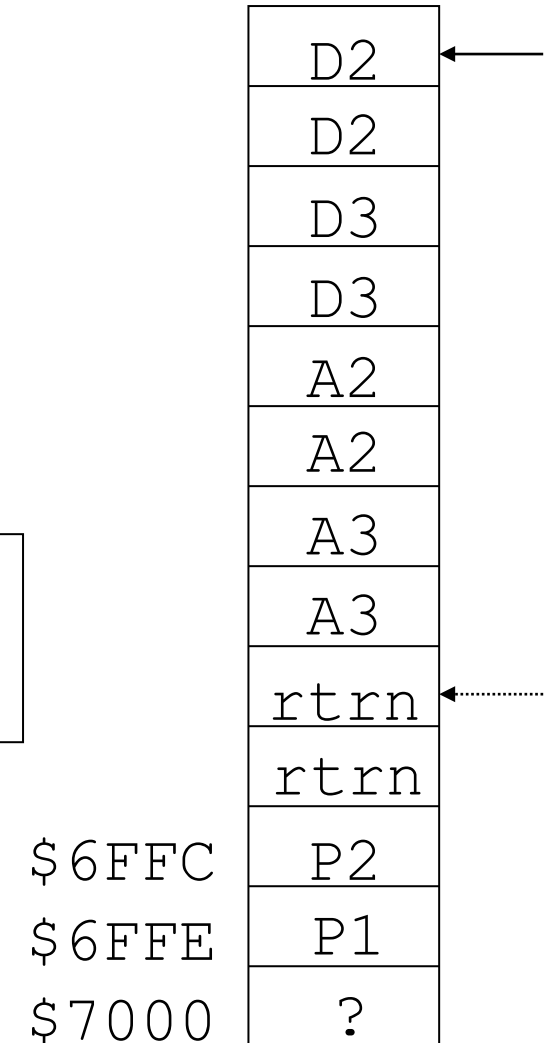 D2
D2
D3
D3
A2
A2
A3
A3
rtrn
rtrn
$6FFC P2
$6FFE P1
$7000 ?